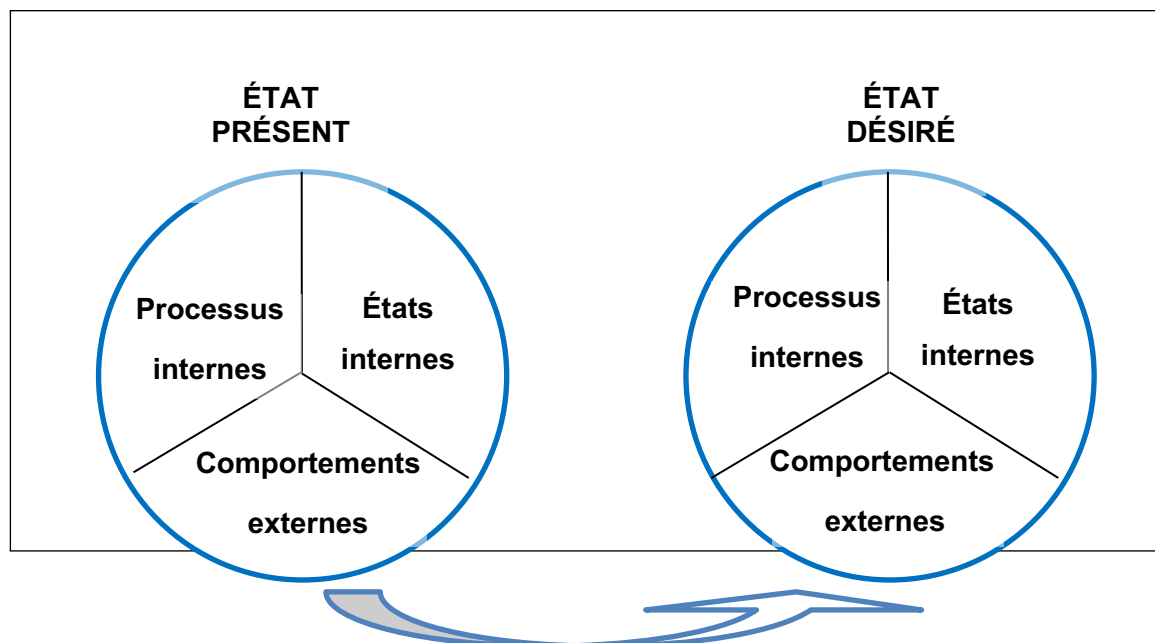 ÉTAT
PRÉSENT
Processus
internes
États
internes
Comportements
externes
ÉTAT
DÉSIRÉ
Processus
internes
États
internes
Comportements
externes